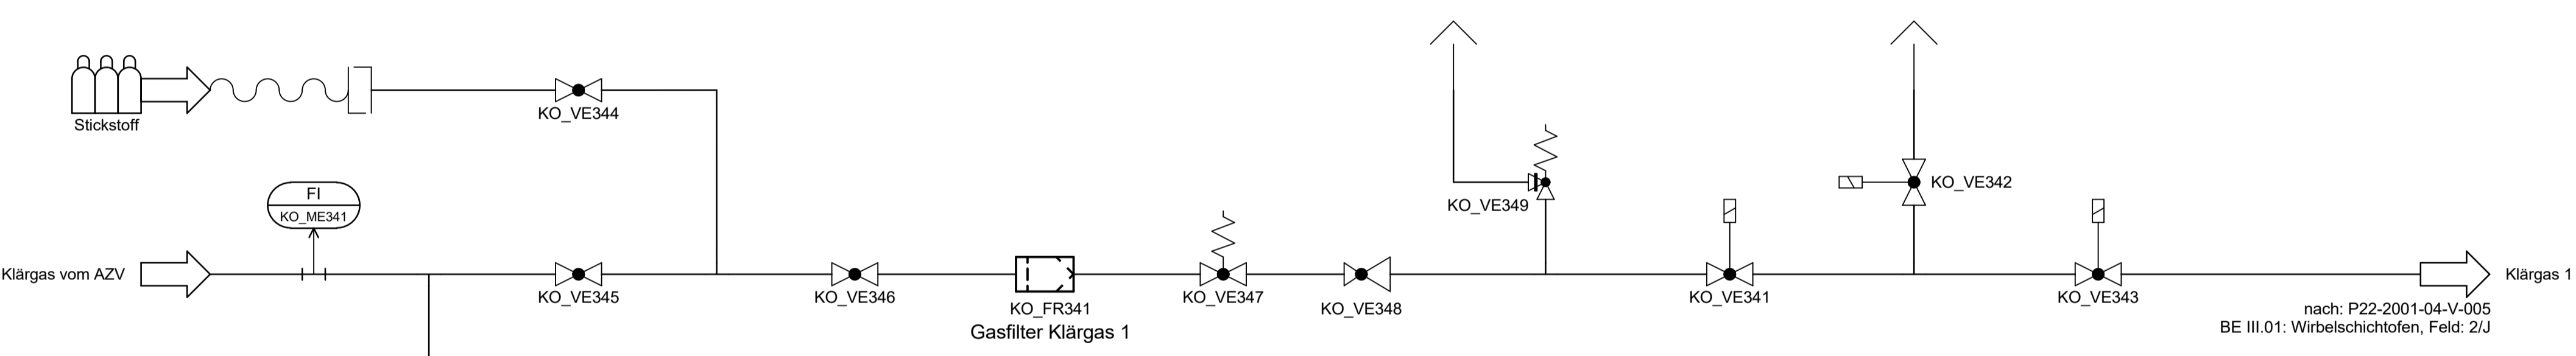 Stickstoff
KO_VE344
KO_VE349
KO_VE342
FI
KO_ME341
Klärgas vom AZV
KO_VE345
KO_VE346
KO_FR341
Gasfilter Klärgas 1
KO_VE347
KO_VE348
KO_VE341
KO_VE343
Klärgas 1
nach: P22-2001-04-V-005
BE III.01: Wirbelschichtofen, Feld: 2/J